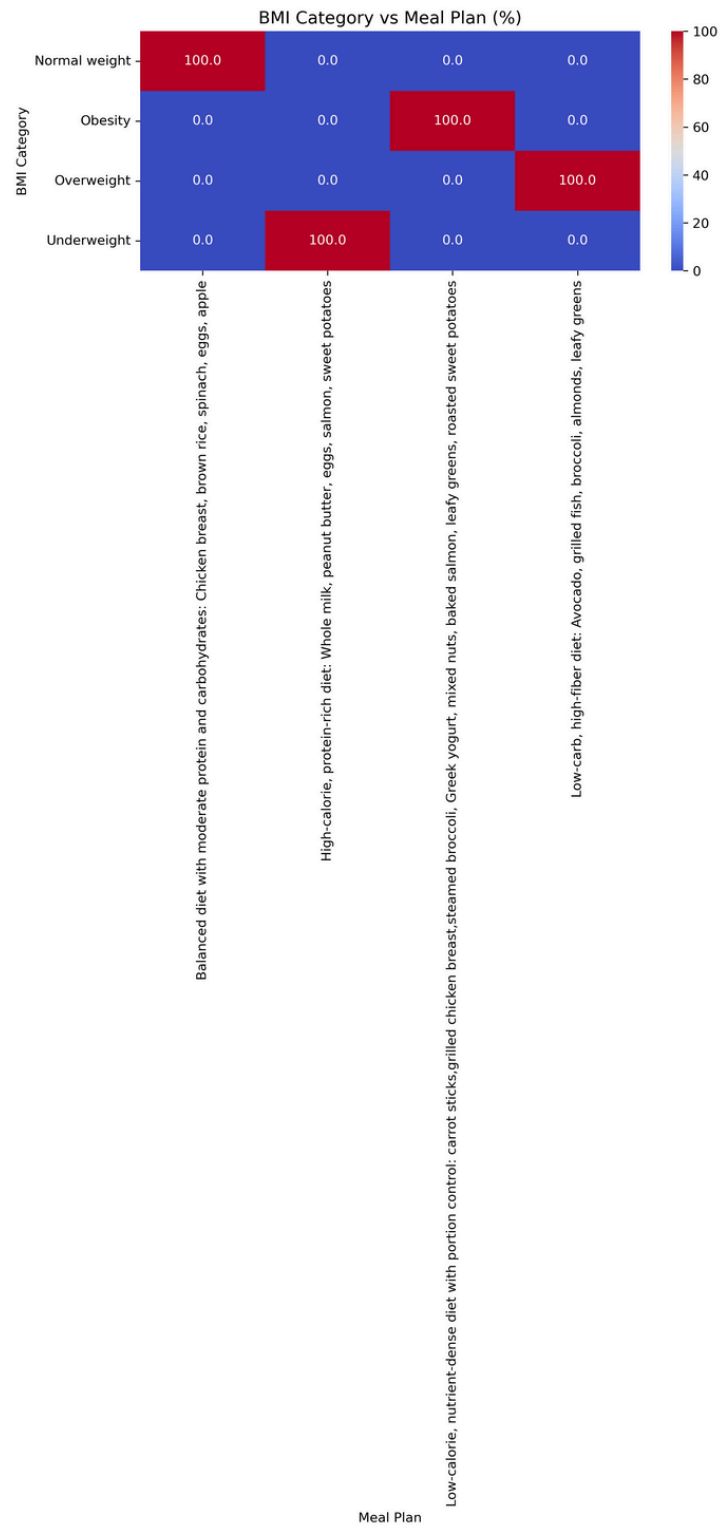 BMI Category vs Meal Plan (%)
BMI Category
Normal weight 100.0 0.0 0.0 0.0
Obesity 0.0 0.0 100.0 0.0
Overweight 0.0 0.0 0.0 100.0
Underweight 0.0 100.0 0.0 0.0
100
80
60
40
20
0
Balanced diet with moderate protein and carbohydrates: Chicken breast, brown rice, spinach, eggs, apple
High-calorie, protein-rich diet: Whole milk, peanut butter, eggs, salmon, sweet potatoes
Low-calorie, nutrient-dense diet with portion control: carrot sticks,grilled chicken breast,steamed broccoli, Greek yogurt, mixed nuts, baked salmon, leafy greens, roasted sweet potatoes
Low-carb, high-fiber diet: Avocado, grilled fish, broccoli, almonds, leafy greens
Meal Plan